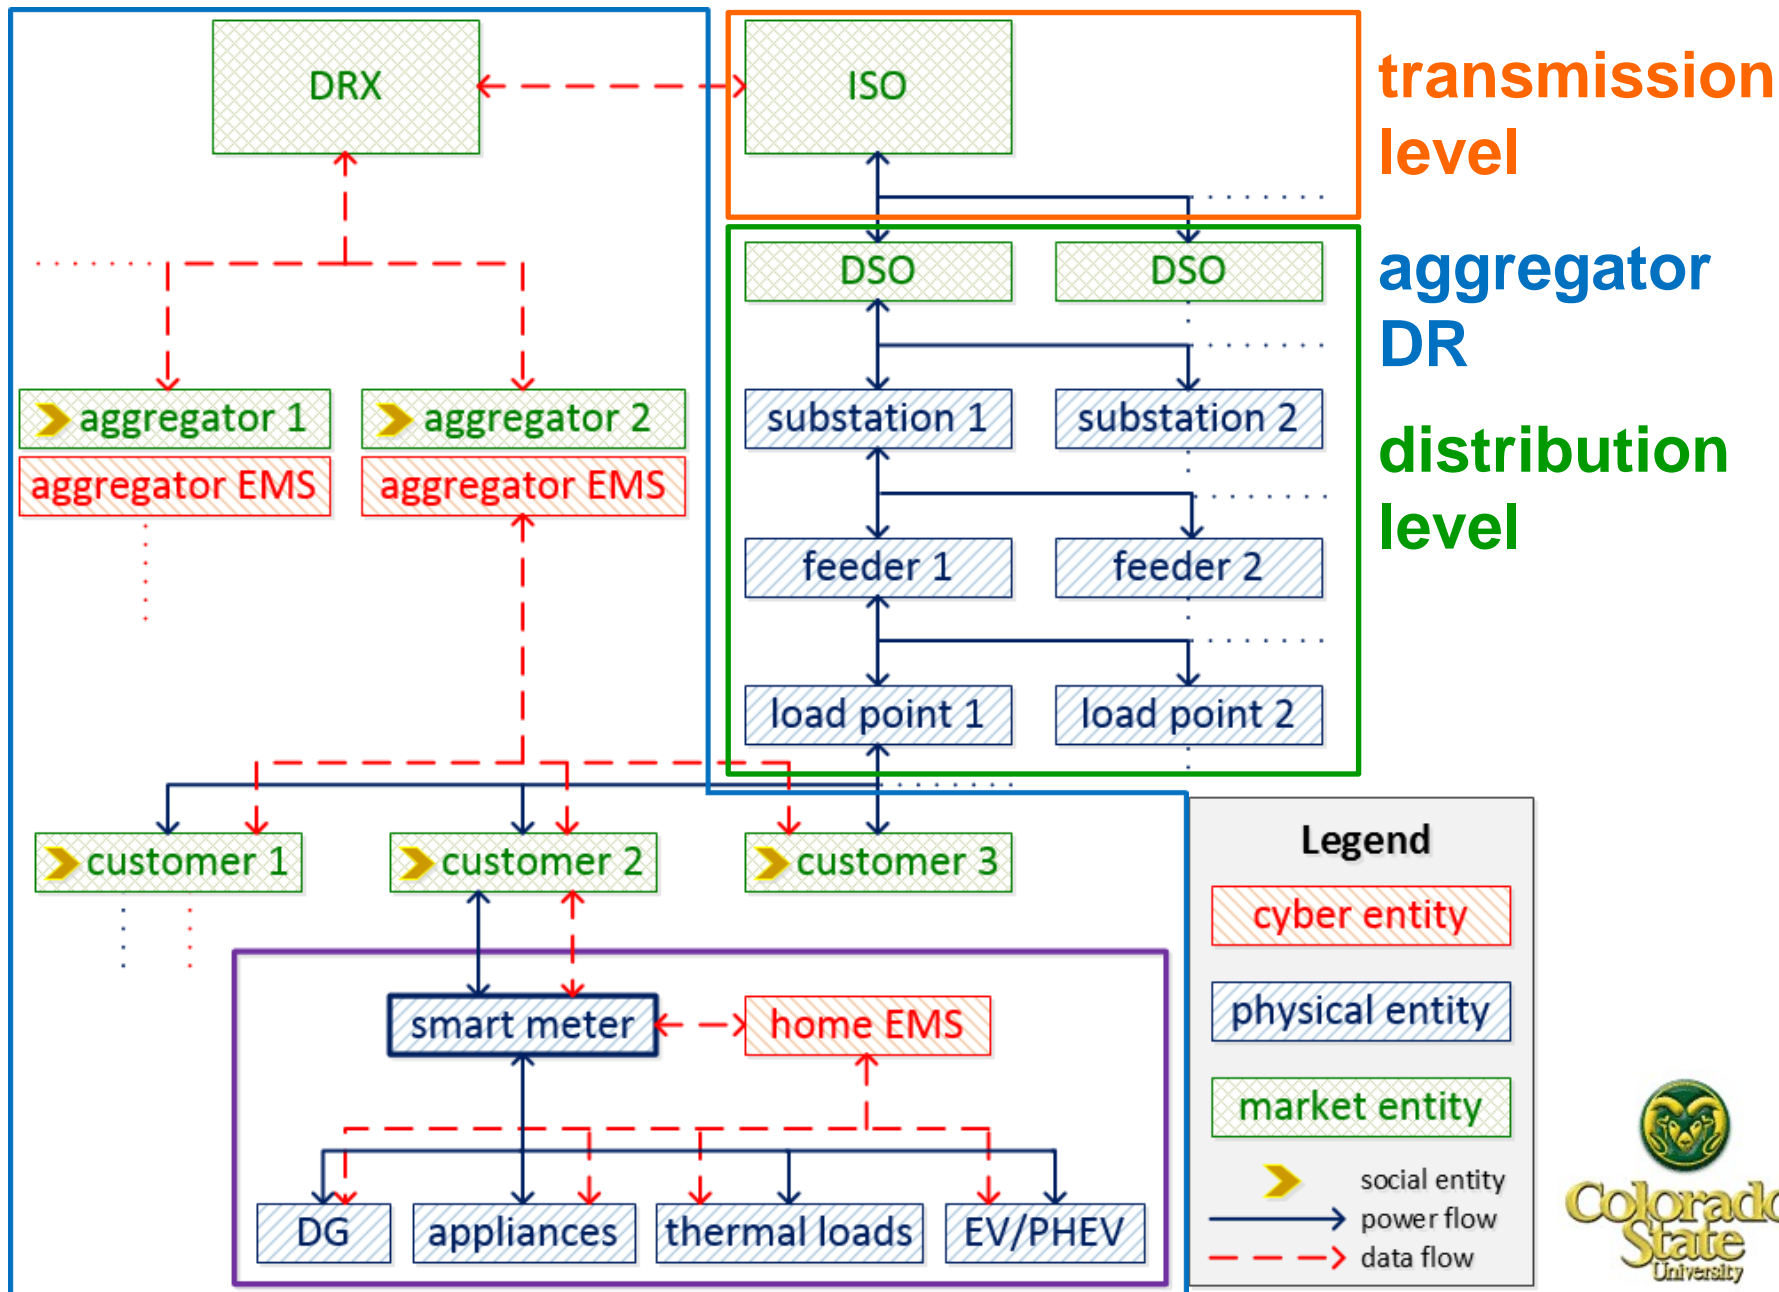 DRX
ISO
transmission
level
DSO
DSO
aggregator
DR
aggregator 1
aggregator 2
substation 1
substation 2
distribution
level
aggregator EMS
aggregator EMS
feeder 1
feeder 2
load point 1
load point 2
customer 1
customer 2
customer 3
smart meter
home EMS
DG
appliances
thermal loads
EV/PHEV
Legend
cyber entity
physical entity
market entity
social entity
power flow
data flow
Colorado
State
University